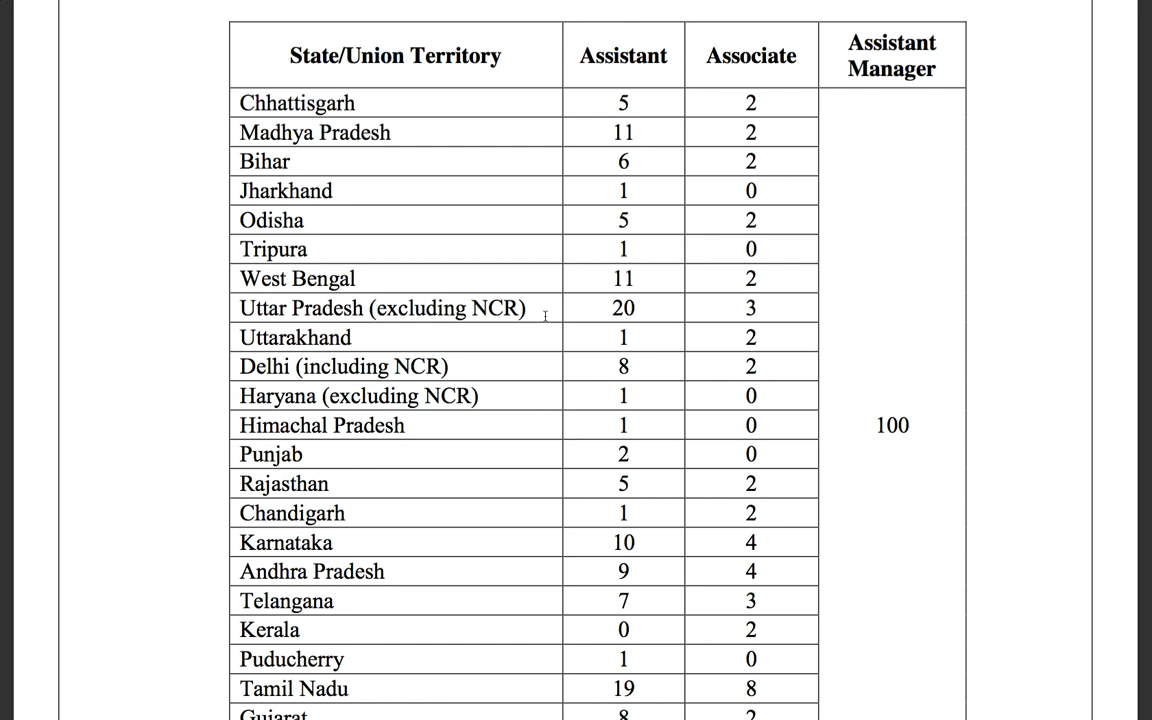 State/Union Territory Assistant Associate Assistant Manager
Chhattisgarh 5 2
Madhya Pradesh 11 2
Bihar 6 2
Jharkhand 1 0
Odisha 5 2
Tripura 1 0
West Bengal 11 2
Uttar Pradesh (excluding NCR) 20 3
Uttarakhand 1 2
Delhi (including NCR) 8 2
Haryana (excluding NCR) 1 0
Himachal Pradesh 1 0 100
Punjab 2 0
Rajasthan 5 2
Chandigarh 1 2
Karnataka 10 4
Andhra Pradesh 9 4
Telangana 7 3
Kerala 0 2
Puducherry 1 0
Tamil Nadu 19 8
Gujarat 8 2